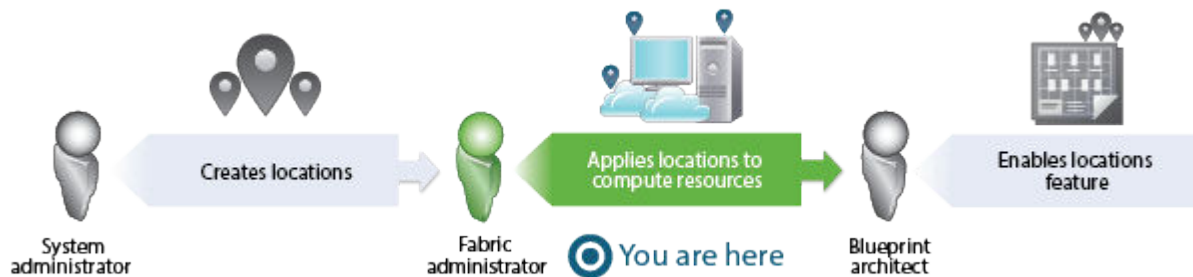 Creates locations
Applies locations to
compute resources
Enables locations
feature
System
administrator
Fabric
administrator
You are here
Blueprint
architect